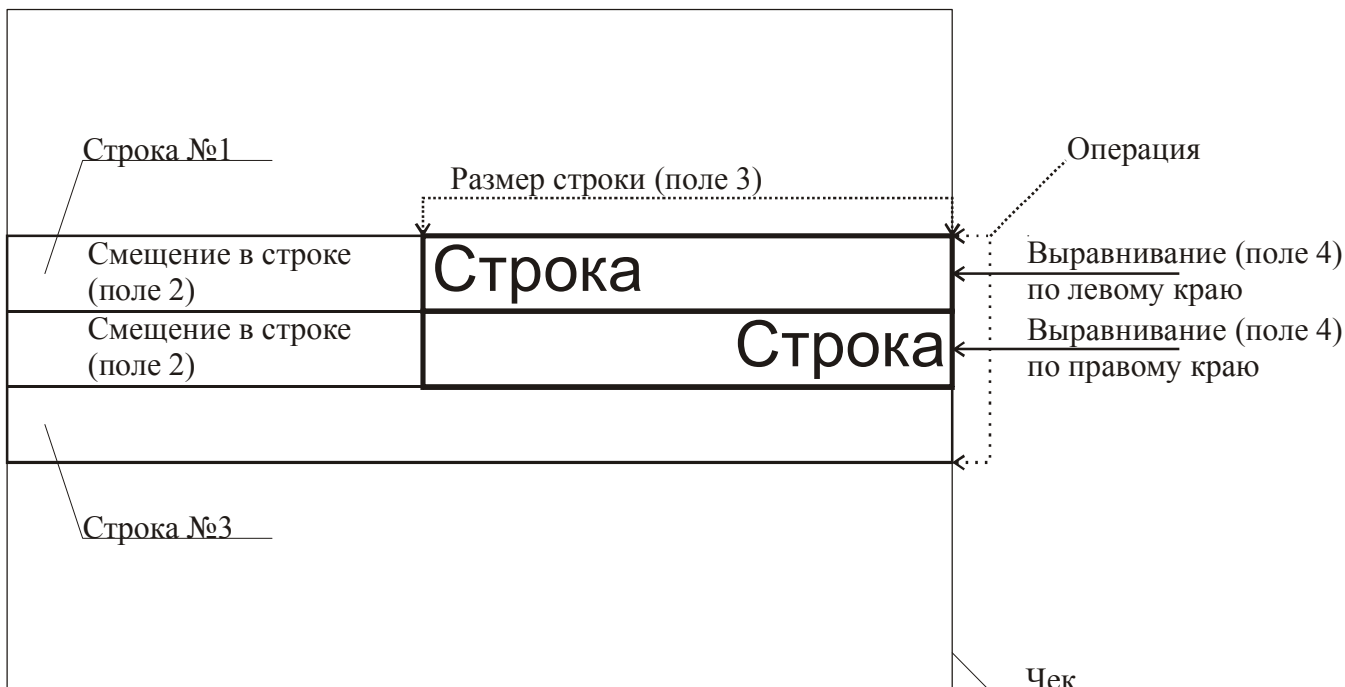 Строка №1
Операция
Размер строки (поле 3)
Смещение в строке
(поле 2)
Строка
Выравнивание (поле 4)
по левому краю
Смещение в строке
(поле 2)
Строка
Выравнивание (поле 4)
по правому краю
Строка №3
Чек